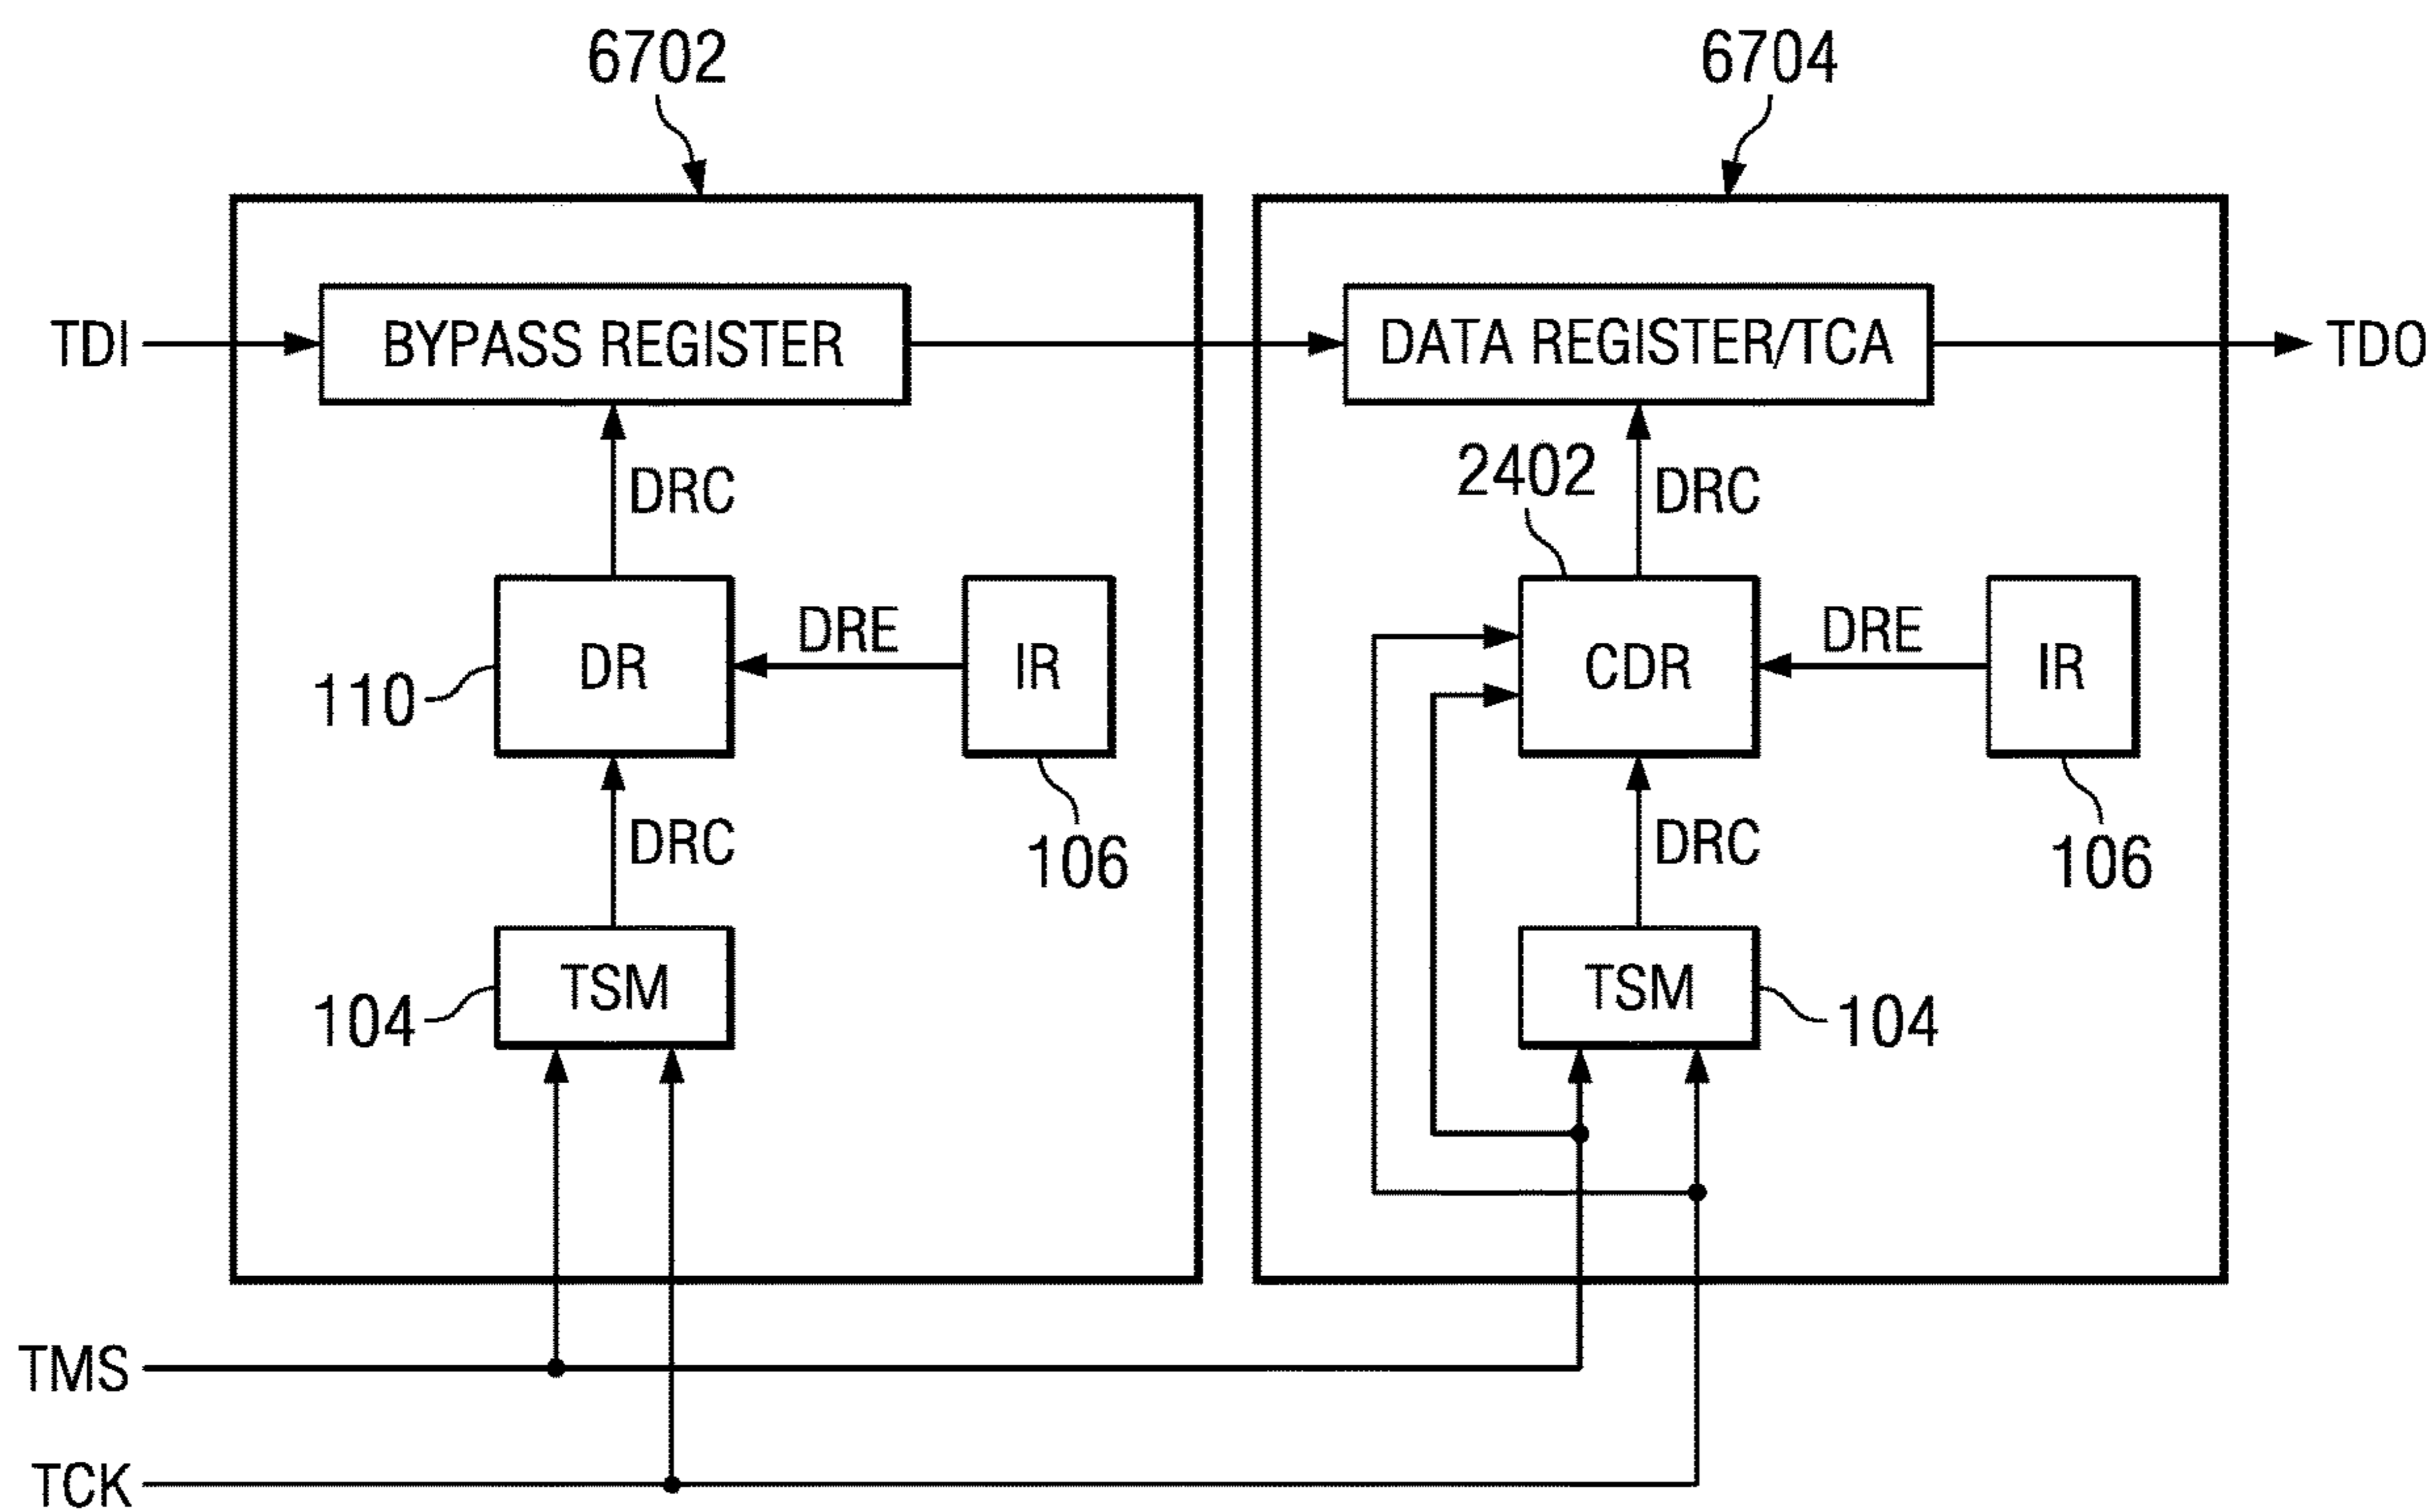 6702 6704
TDI BYPASS REGISTER DATA REGISTER/TCA TDO
2402
DRC DRC
DRE DRE
DR IR CDR IR
110
DRC DRC
106 106
TSM TSM
104 104
TMS
TCK